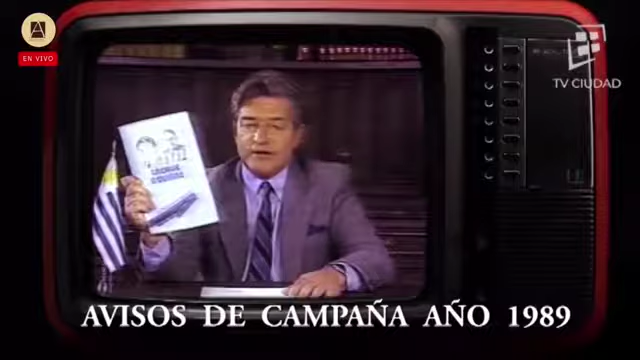 A
EN VIVO
TV CIUDAD
AVISOS DE CAMPAÑA AÑO 1989